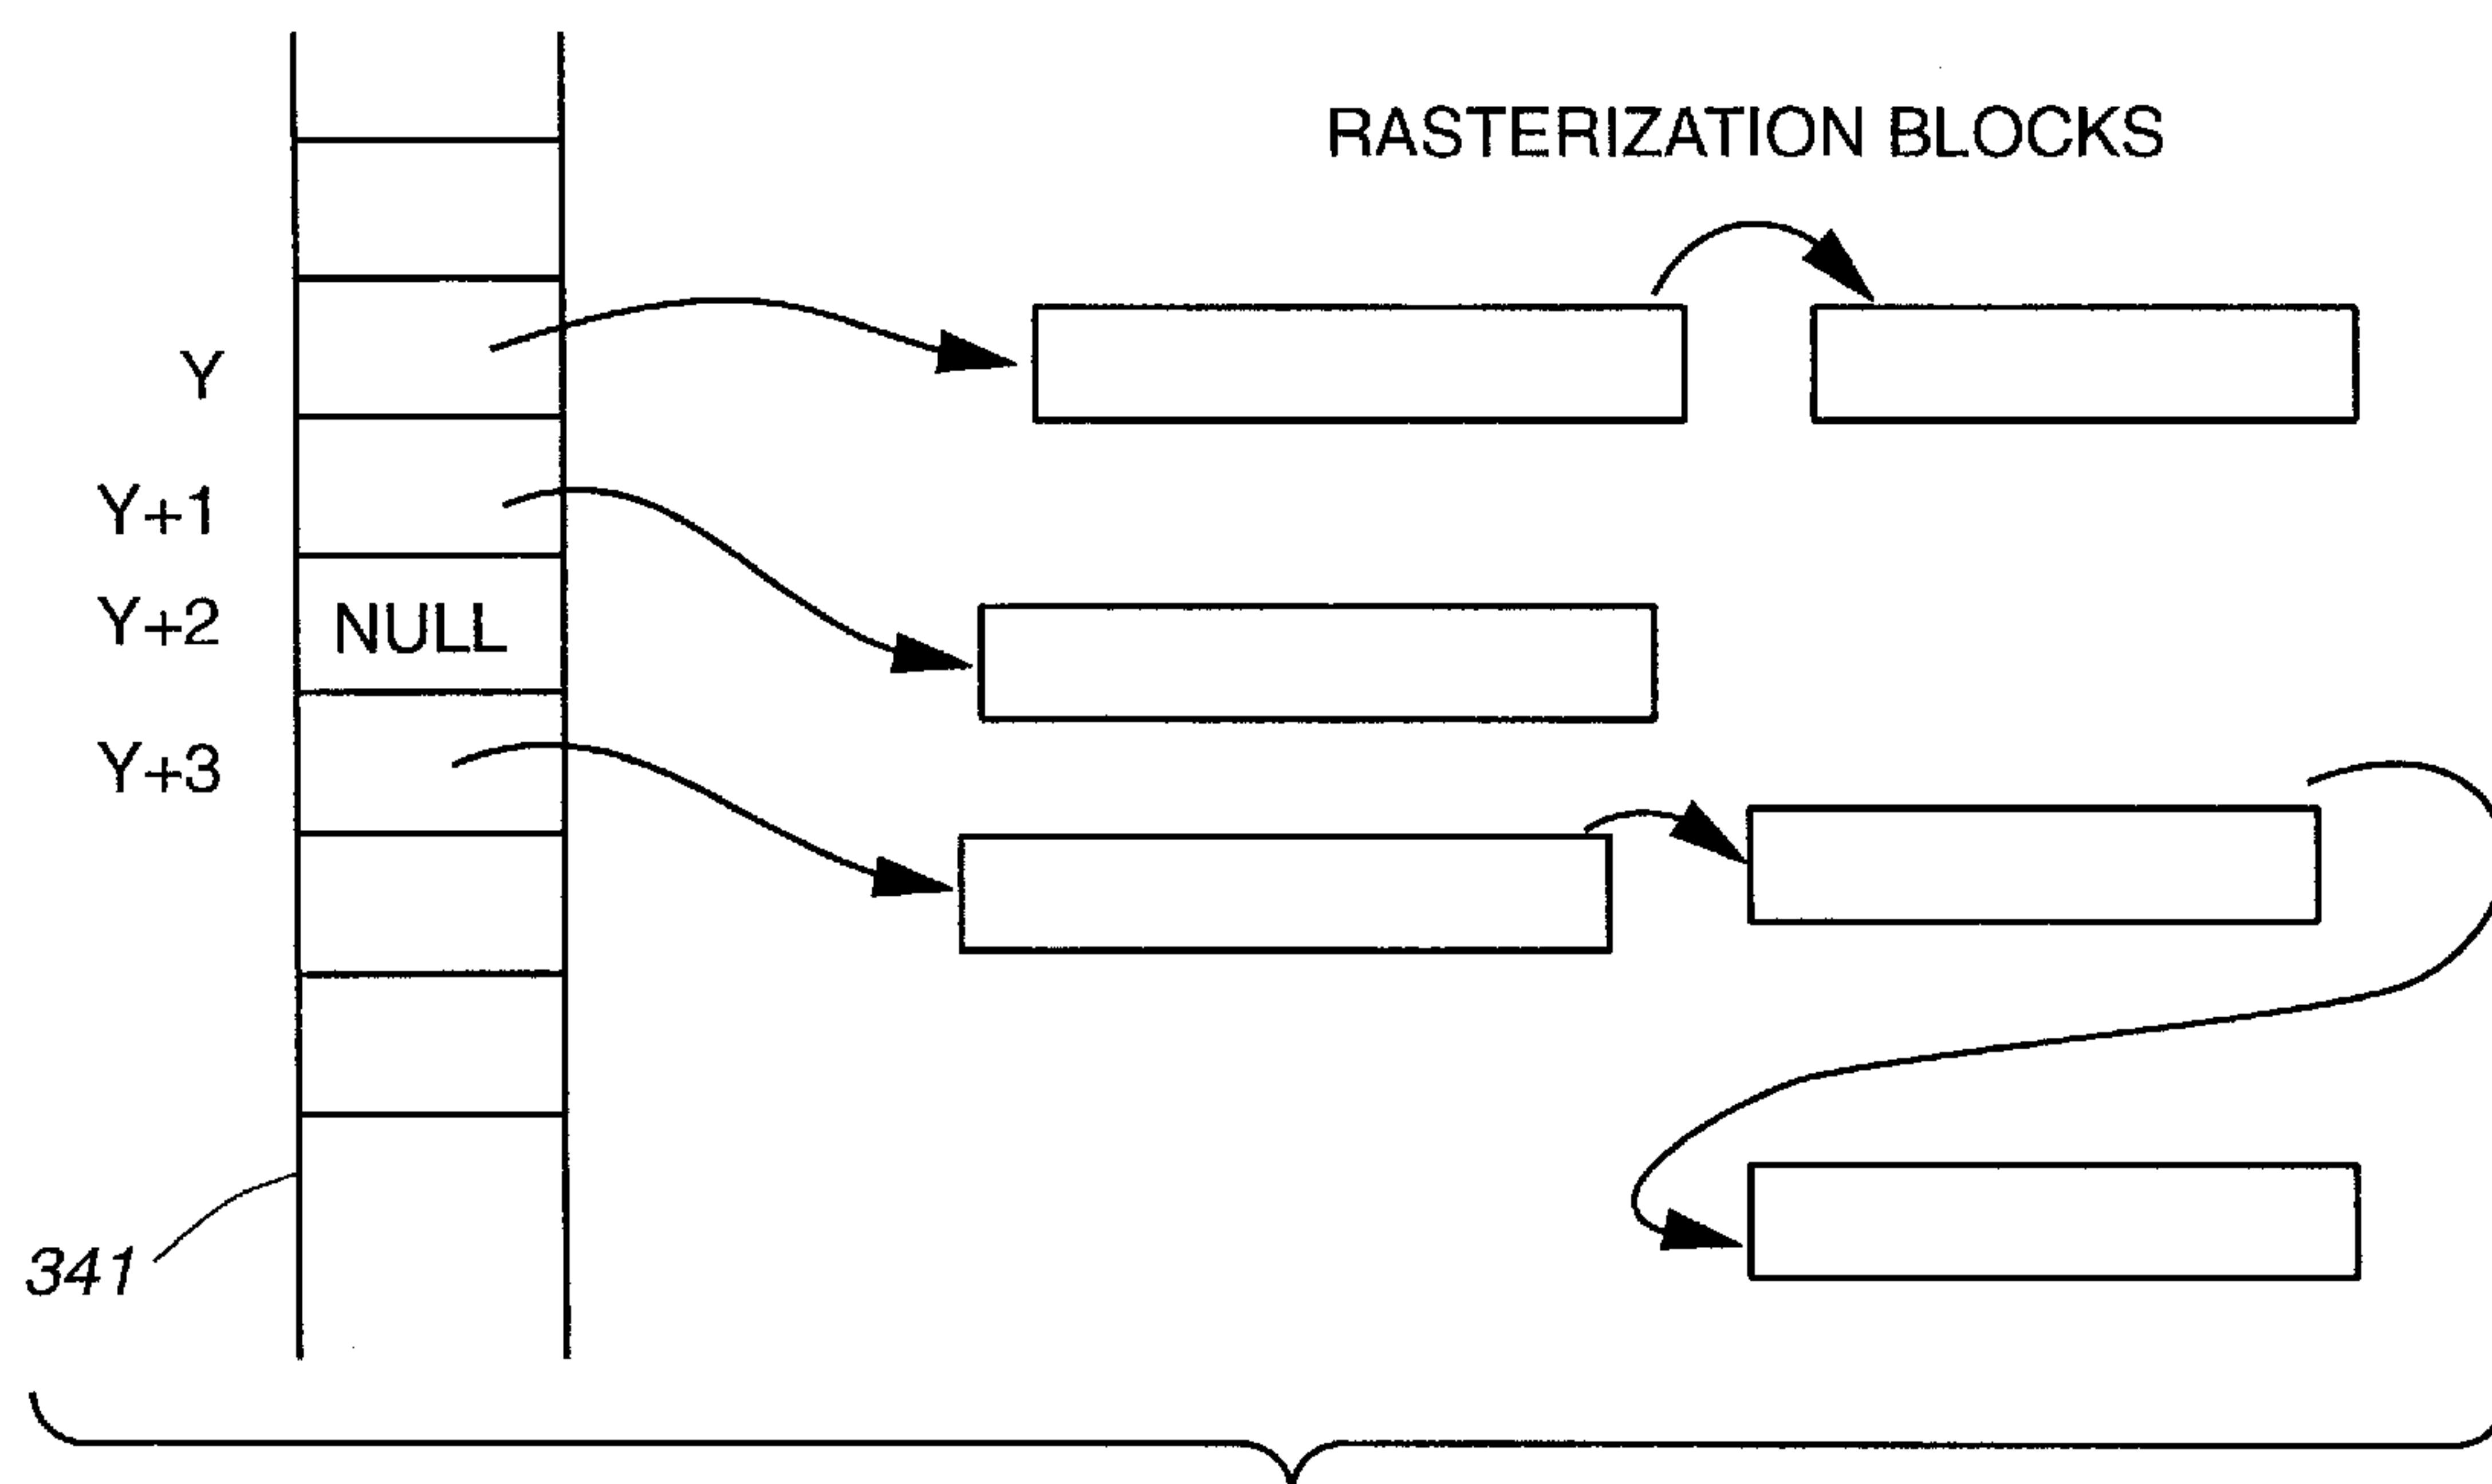 RASTERIZATION BLOCKS
Y
Y+1
Y+2 NULL
Y+3
341